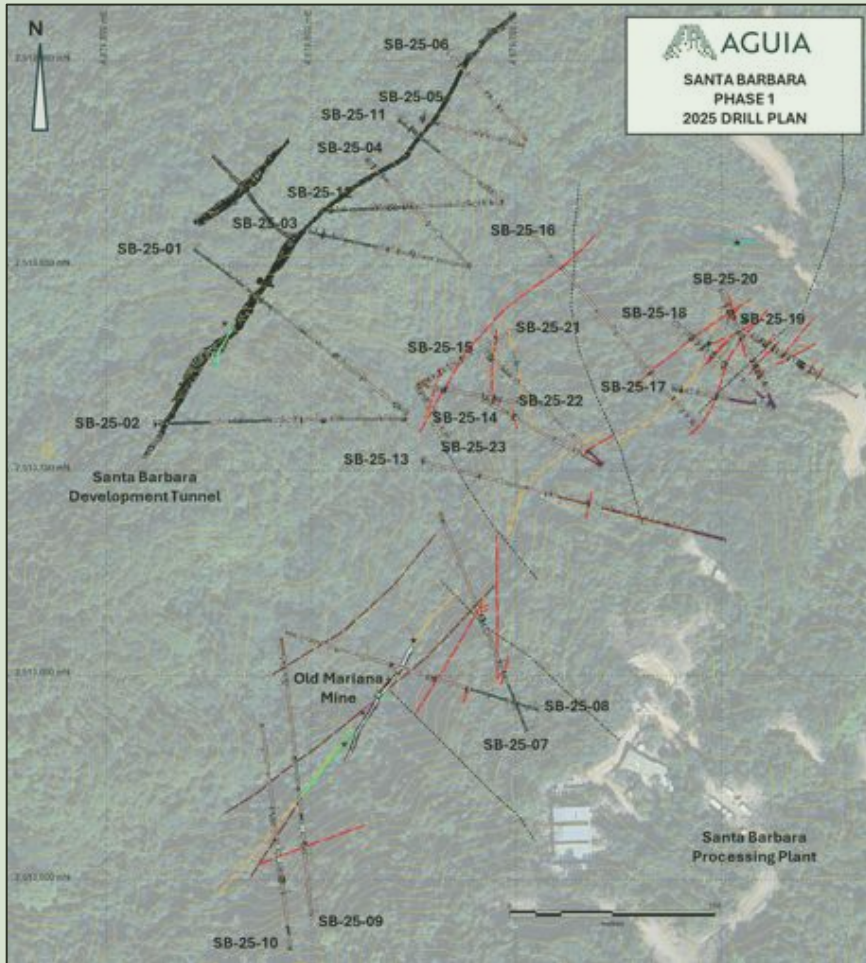 N
AGUIA
SANTA BARBARA
PHASE 1
2025 DRILL PLAN
SB-25-06
SB-25-05
SB-25-11
SB-25-04
SB-25-12
SB-25-03
SB-25-01
SB-25-16
SB-25-20
SB-25-18
SB-25-19
SB-25-21
SB-25-15
SB-25-17
SB-25-22
SB-25-14
SB-25-02
SB-25-23
SB-25-13
Santa Barbara
Development Tunnel
Old Mariana
Mine
SB-25-08
SB-25-07
Santa Barbara
Processing Plant
SB-25-09
SB-25-10